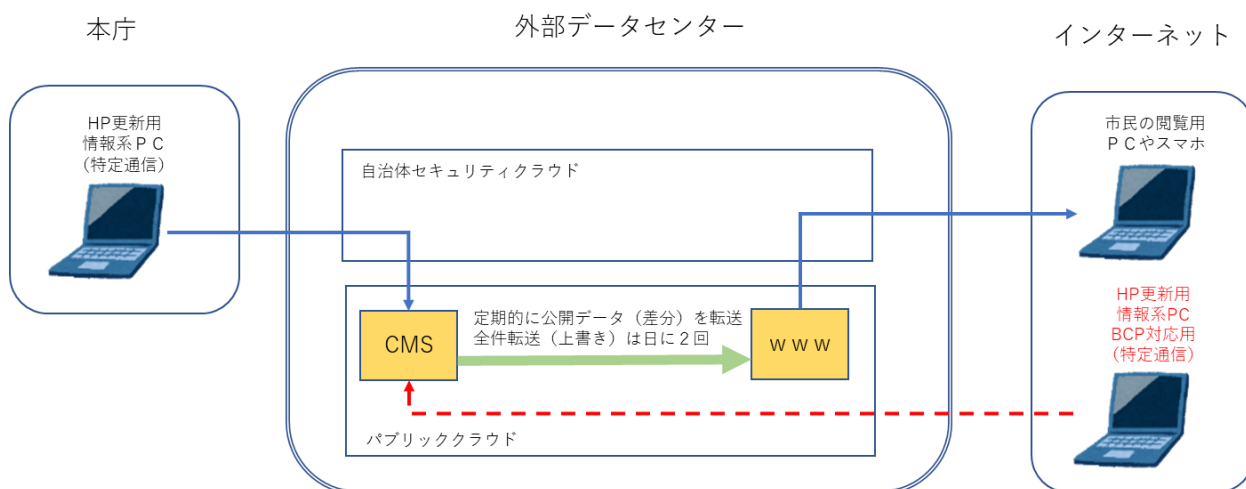 本庁
外部データセンター
インターネット
HP更新用
情報系ＰＣ
(特定通信)
自治体セキュリティクラウド
市民の閲覧用
ＰＣやスマホ
CMS
定期的に公開データ（差分）を転送
全件転送（上書き）は日に２回
ｗｗｗ
HP更新用
情報系PC
BCP対応用
(特定通信)
パブリッククラウド